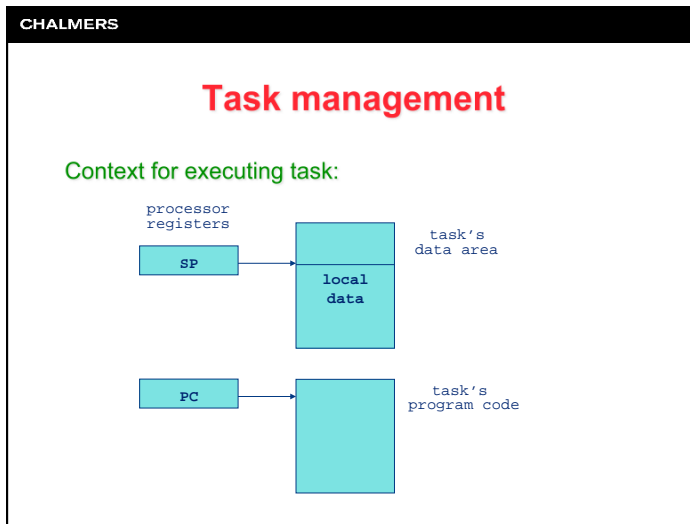 CHALMERS
Task management
Context for executing task:
processor
registers
SP
task's
data area
local
data
PC
task's
program code